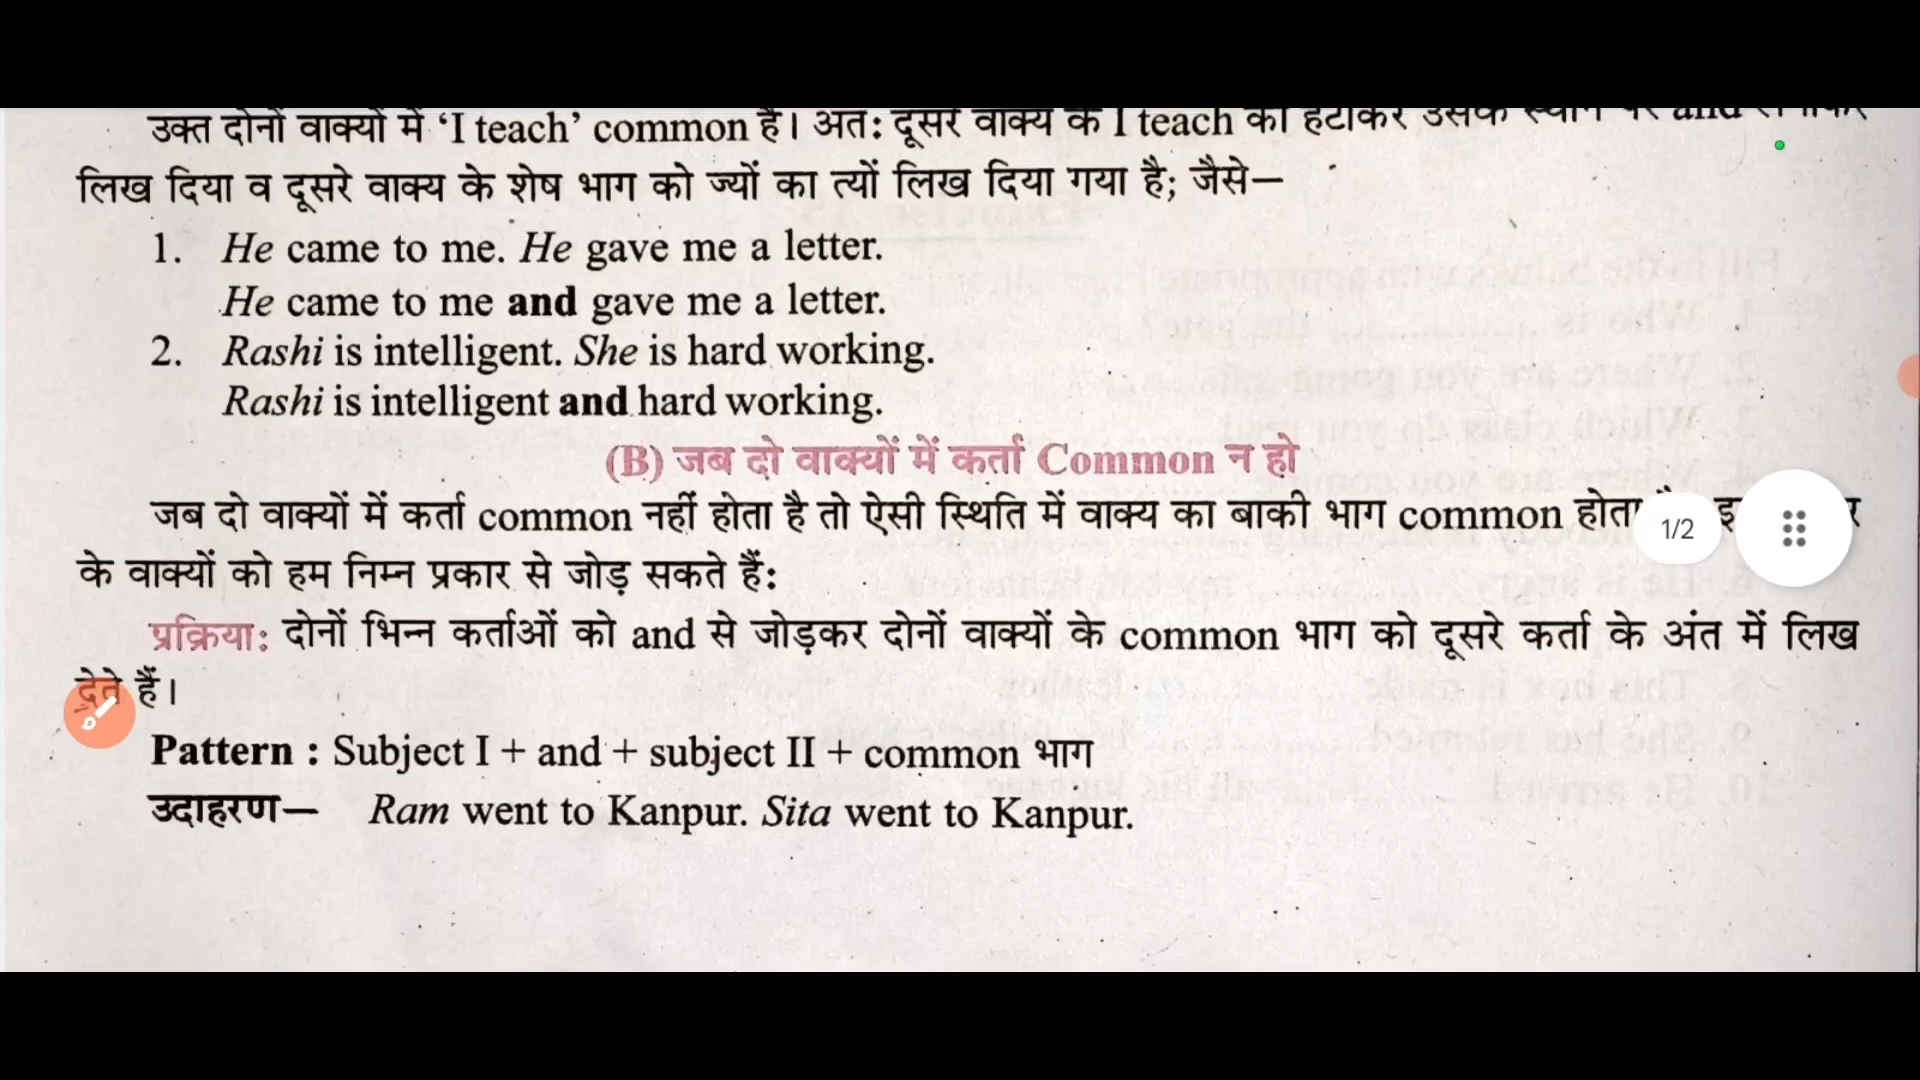 उक्त दोनों वाक्यों में ‘I teach’ common है। अतः दूसरे वाक्य के I teach को हटाकर उसके स्थान पर and
लिख दिया व दूसरे वाक्य के शेष भाग को ज्यों का त्यों लिख दिया गया है; जैसे—
1. He came to me. He gave me a letter.
He came to me and gave me a letter.
2. Rashi is intelligent. She is hard working.
Rashi is intelligent and hard working.
(B) जब दो वाक्यों में कर्ता Common न हो
जब दो वाक्यों में कर्ता common नहीं होता है तो ऐसी स्थिति में वाक्य का बाकी भाग common होता
1/2
के वाक्यों को हम निम्न प्रकार से जोड़ सकते हैं:
प्रक्रिया: दोनों भिन्न कर्ताओं को and से जोड़कर दोनों वाक्यों के common भाग को दूसरे कर्ता के अंत में लिख
देते हैं।
Pattern : Subject I + and + subject II + common भाग
उदाहरण— Ram went to Kanpur. Sita went to Kanpur.